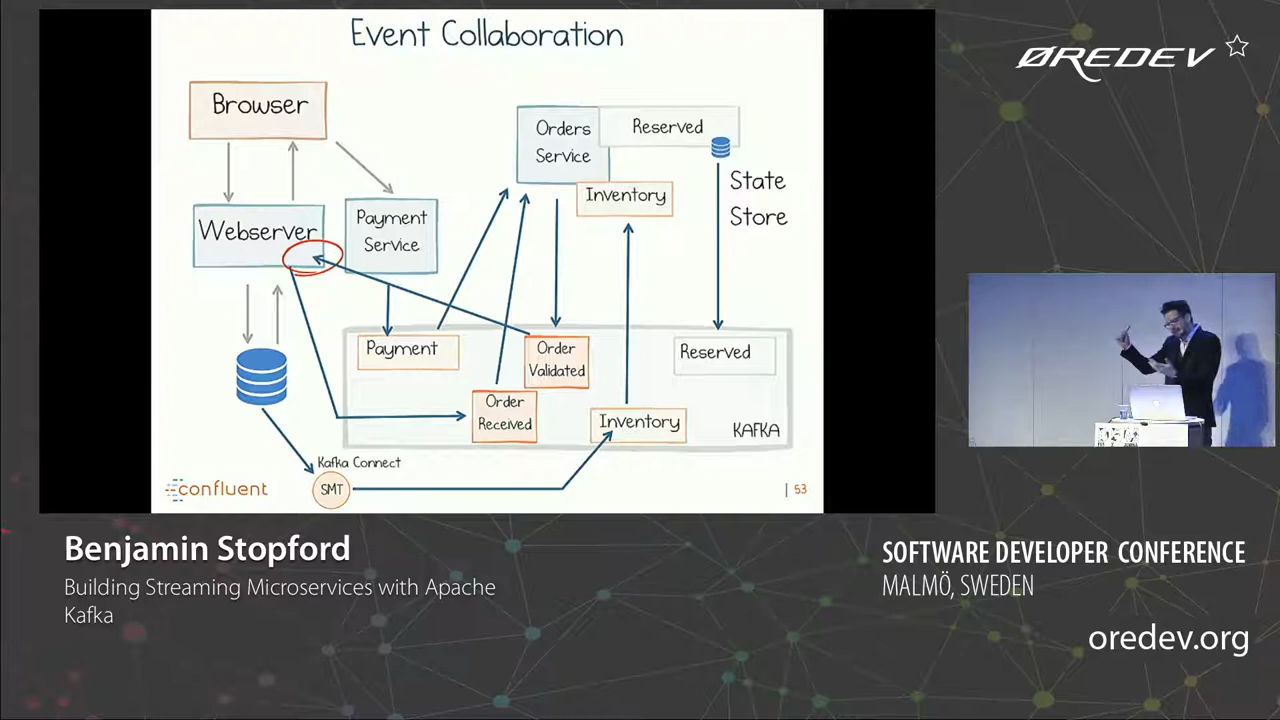 Event Collaboration
Browser
Orders
Service
Reserved
Inventory
State
Store
Webserver
Payment
Service
Payment
Order
Validated
Reserved
Order
Received
Inventory
KAFKA
Kafka Connect
SMT
confluent
| 53
ØREDEV
Benjamin Stopford
Building Streaming Microservices with Apache
Kafka
SOFTWARE DEVELOPER CONFERENCE
MALMÖ, SWEDEN
oredev.org